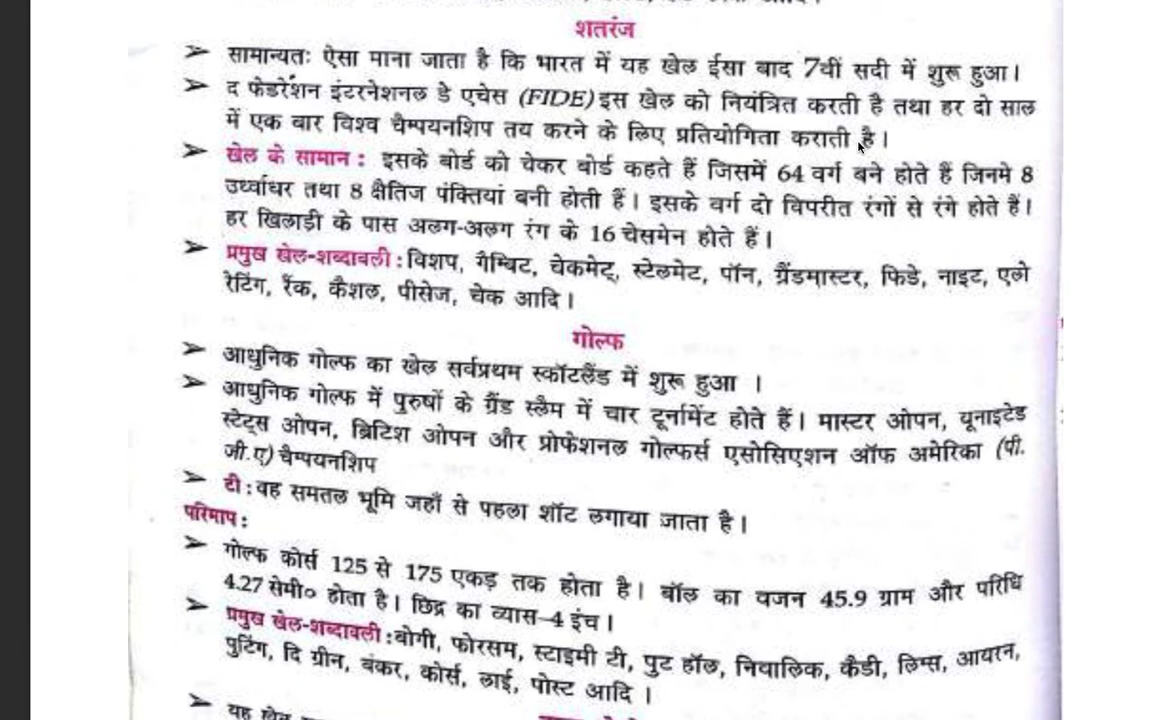 शतरंज
➢ सामान्यतः ऐसा माना जाता है कि भारत में यह खेल ईसा बाद 7वीं सदी में शुरू हुआ।
➢ द फेडरेशन इंटरनेशनल डे एचेस (FIDE) इस खेल को नियंत्रित करती है तथा हर दो साल
में एक बार विश्व चैम्पयनशिप तय करने के लिए प्रतियोगिता कराती है।
➢ खेल के सामान : इसके बोर्ड को चेकर बोर्ड कहते हैं जिसमें 64 वर्ग बने होते हैं जिनमे 8
उर्ध्वाधर तथा 8 क्षैतिज पंक्तियां बनी होती हैं। इसके वर्ग दो विपरीत रंगों से रंगे होते हैं।
हर खिलाड़ी के पास अलग-अलग रंग के 16 चेसमेन होते हैं।
➢ प्रमुख खेल-शब्दावली : विशप, गैम्बिट, चेकमेट, स्टेलमेट, पॉन, ग्रैंडमास्टर, फिडे, नाइट, एलो
रेटिंग, रैंक, कैशल, पीसेज, चेक आदि।
गोल्फ
➢ आधुनिक गोल्फ का खेल सर्वप्रथम स्कॉटलैंड में शुरू हुआ ।
➢ आधुनिक गोल्फ में पुरुषों के ग्रैंड स्लैम में चार टूर्नामेंट होते हैं। मास्टर ओपन, यूनाइटेड
स्टेट्स ओपन, ब्रिटिश ओपन और प्रोफेशनल गोल्फर्स एसोसिएशन ऑफ अमेरिका (पी.
जी.ए) चैम्पयनशिप
➢ टी : वह समतल भूमि जहाँ से पहला शॉट लगाया जाता है।
परिमाप :
➢ गोल्फ कोर्स 125 से 175 एकड़ तक होता है। बॉल का वजन 45.9 ग्राम और परिधि
4.27 सेमी० होता है। छिद्र का व्यास-4 इंच।
➢ प्रमुख खेल-शब्दावली : बोगी, फोरसम, स्टाइमी टी, पुट हॉल, निवालिक, कैडी, लिम्स, आयरन,
पुटिंग, दि ग्रीन, बंकर, कोर्स, लाई, पोस्ट आदि ।
➢ यह खेल